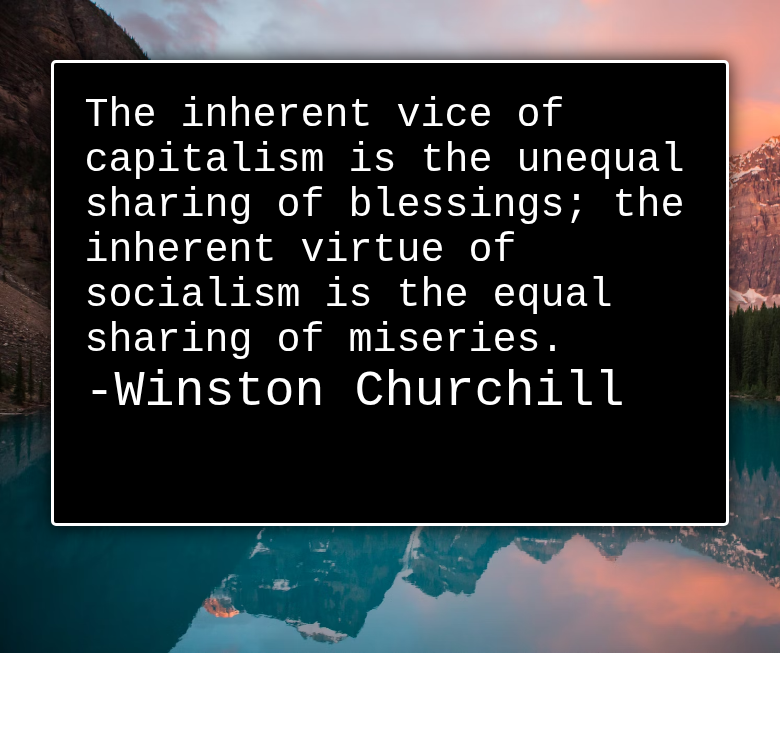 The inherent vice of
capitalism is the unequal
sharing of blessings; the
inherent virtue of
socialism is the equal
sharing of miseries.
-Winston Churchill